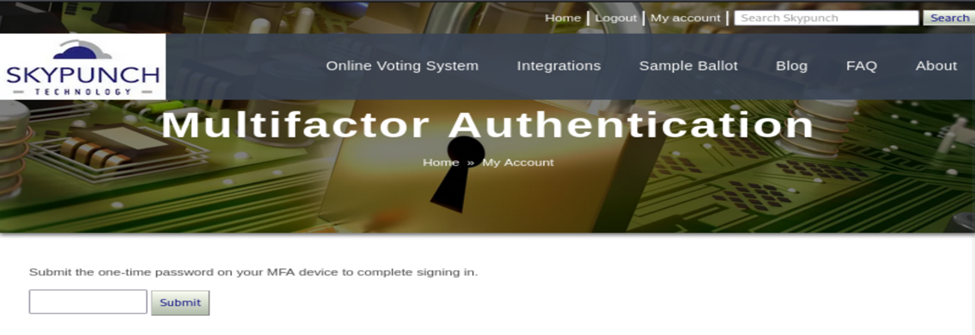 Home | Logout | My account | Search Skypunch Search
SKYPUNCH
TECHNOLOGY
Online Voting System Integrations Sample Ballot Blog FAQ About
Multifactor Authentication
Home » My Account
Submit the one-time password on your MFA device to complete signing in.
Submit